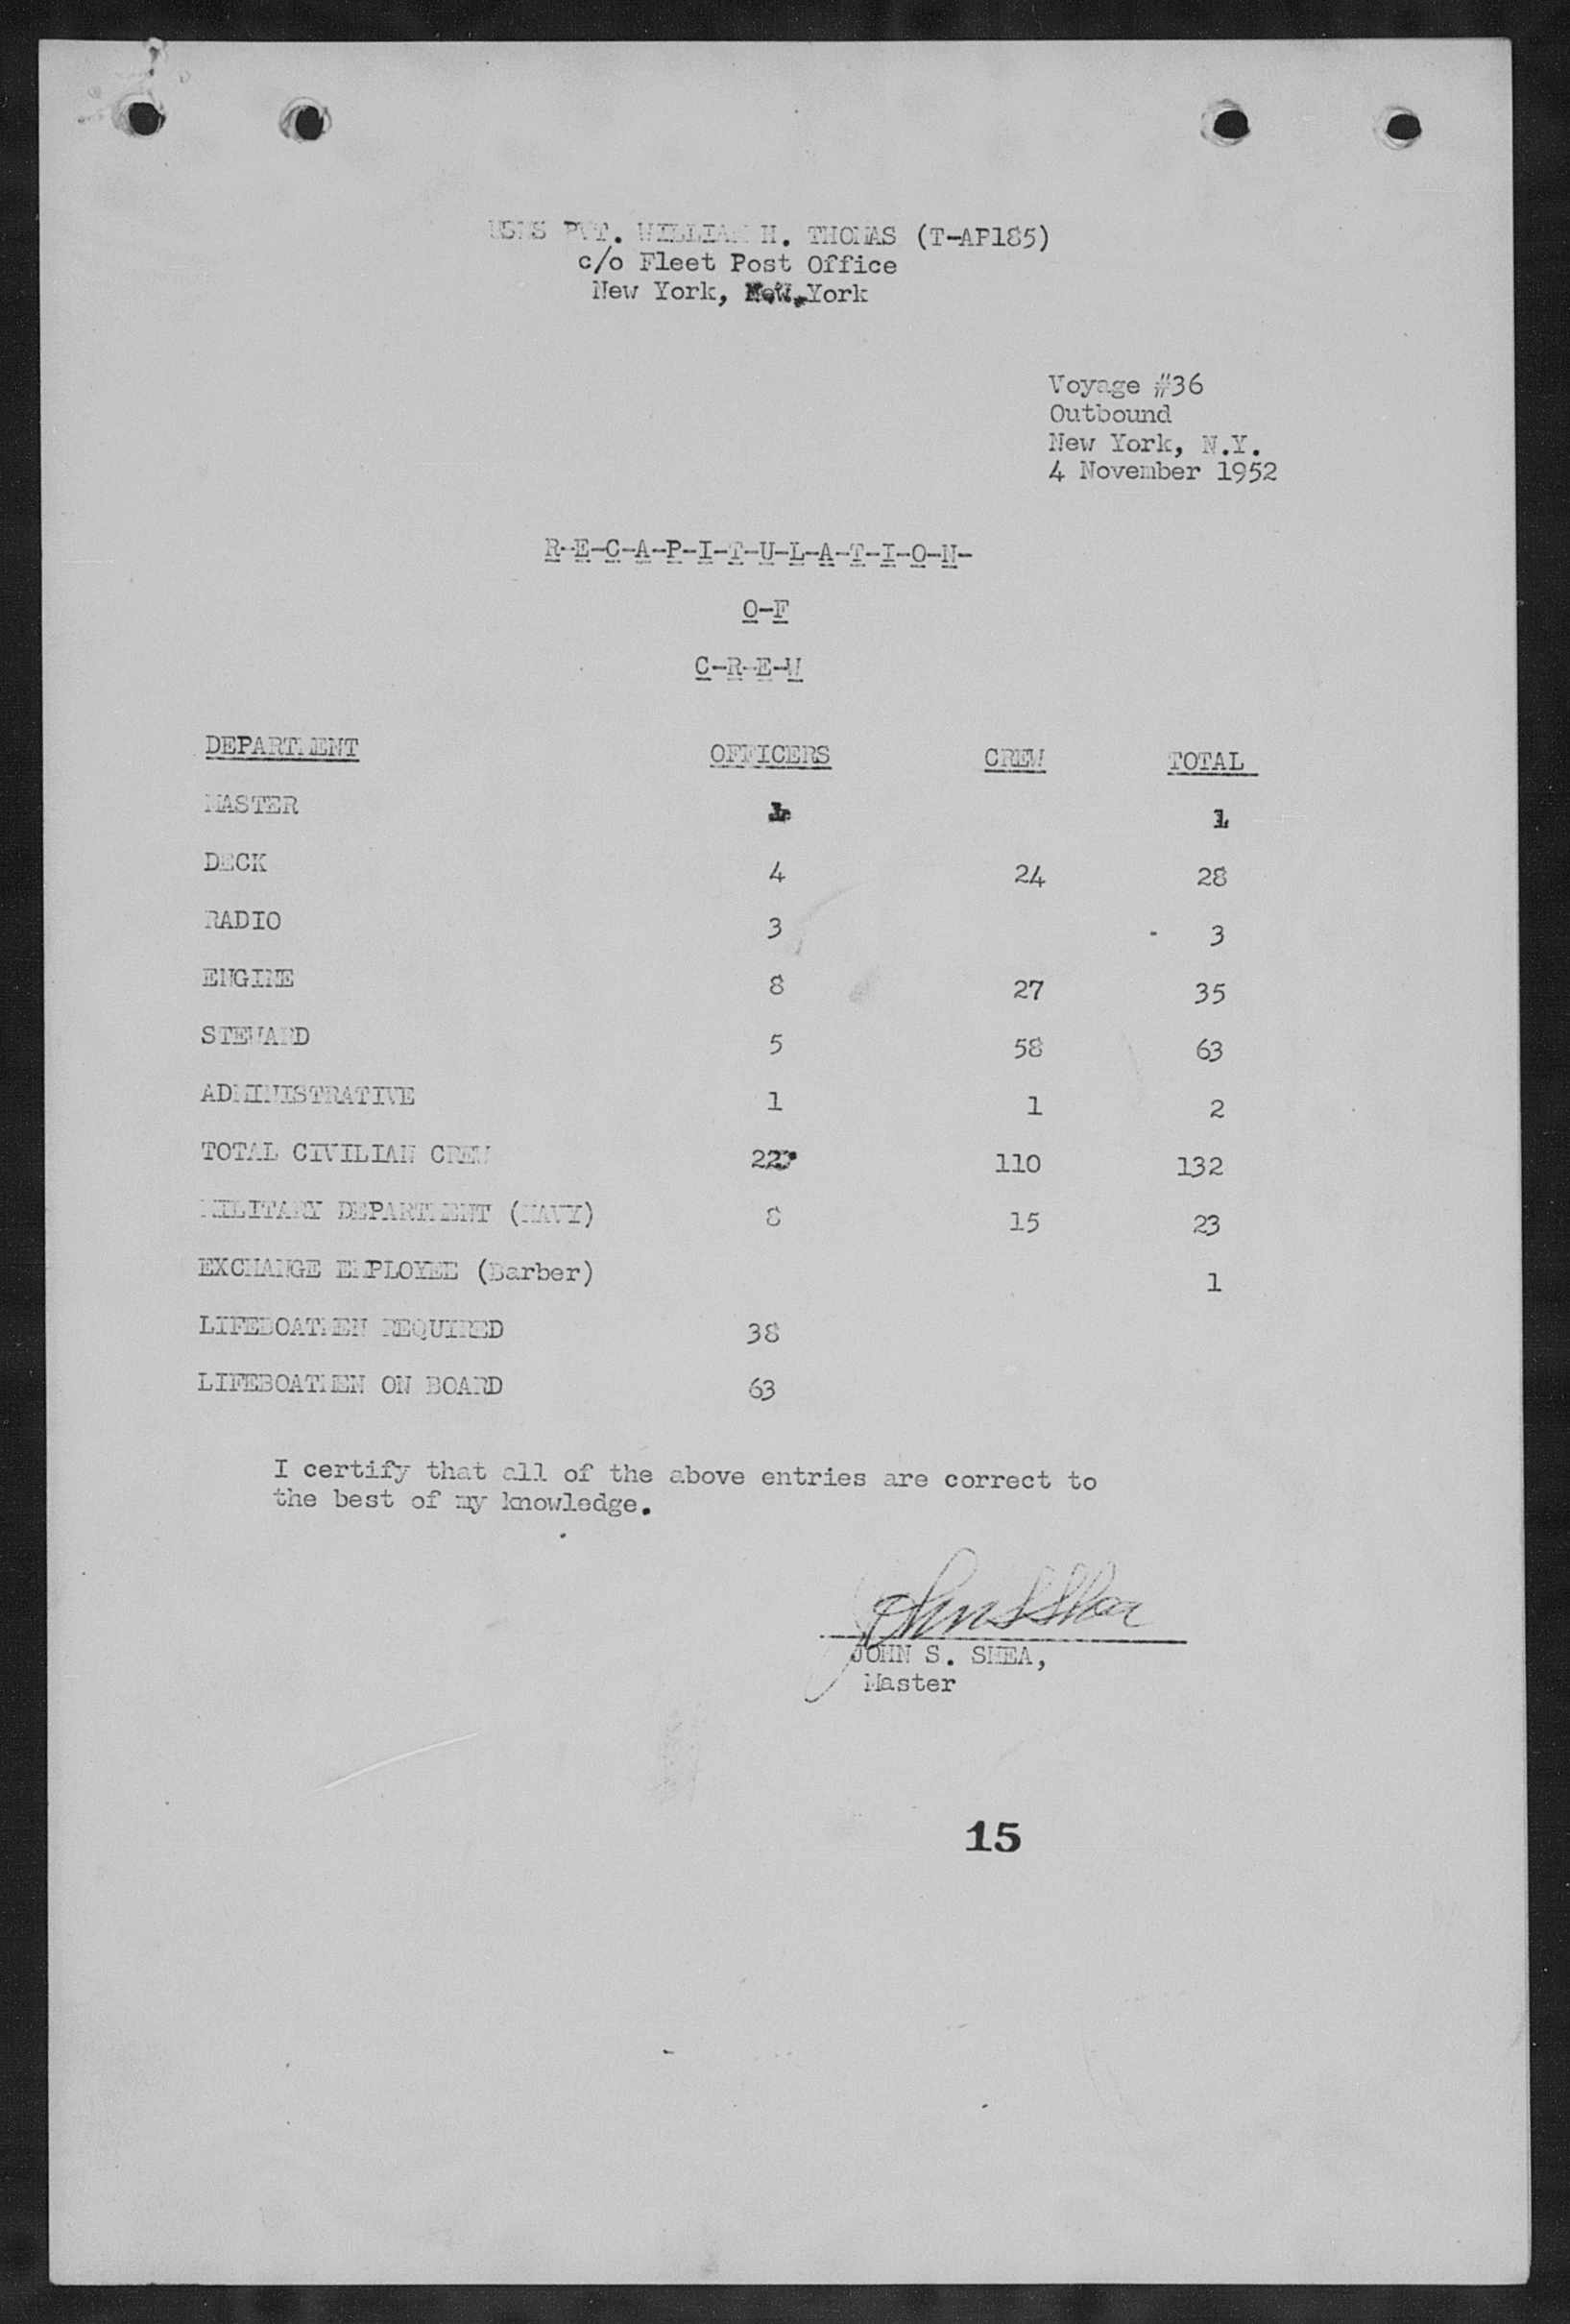 USNS PVT. WILLIAM H. THOMAS (T-AP185)
c/o Fleet Post Office
New York, New York
Voyage #36
Outbound
New York, N.Y.
4 November 1952
R-E-C-A-P-I-T-U-L-A-T-I-O-N-
O-F
C-R-E-W
DEPARTMENT OFFICERS CREW TOTAL
MASTER 1 1
DECK 4 24 28
RADIO 3 3
ENGINE 8 27 35
STEWARD 5 58 63
ADMINISTRATIVE 1 1 2
TOTAL CIVILIAN CREW 22 110 132
MILITARY DEPARTMENT (NAVY) 8 15 23
EXCHANGE EMPLOYEE (Barber) 1
LIFEBOATMEN REQUIRED 38
LIFEBOATMEN ON BOARD 63
I certify that all of the above entries are correct to
the best of my knowledge.
John S Shea
JOHN S. SHEA,
Master
15